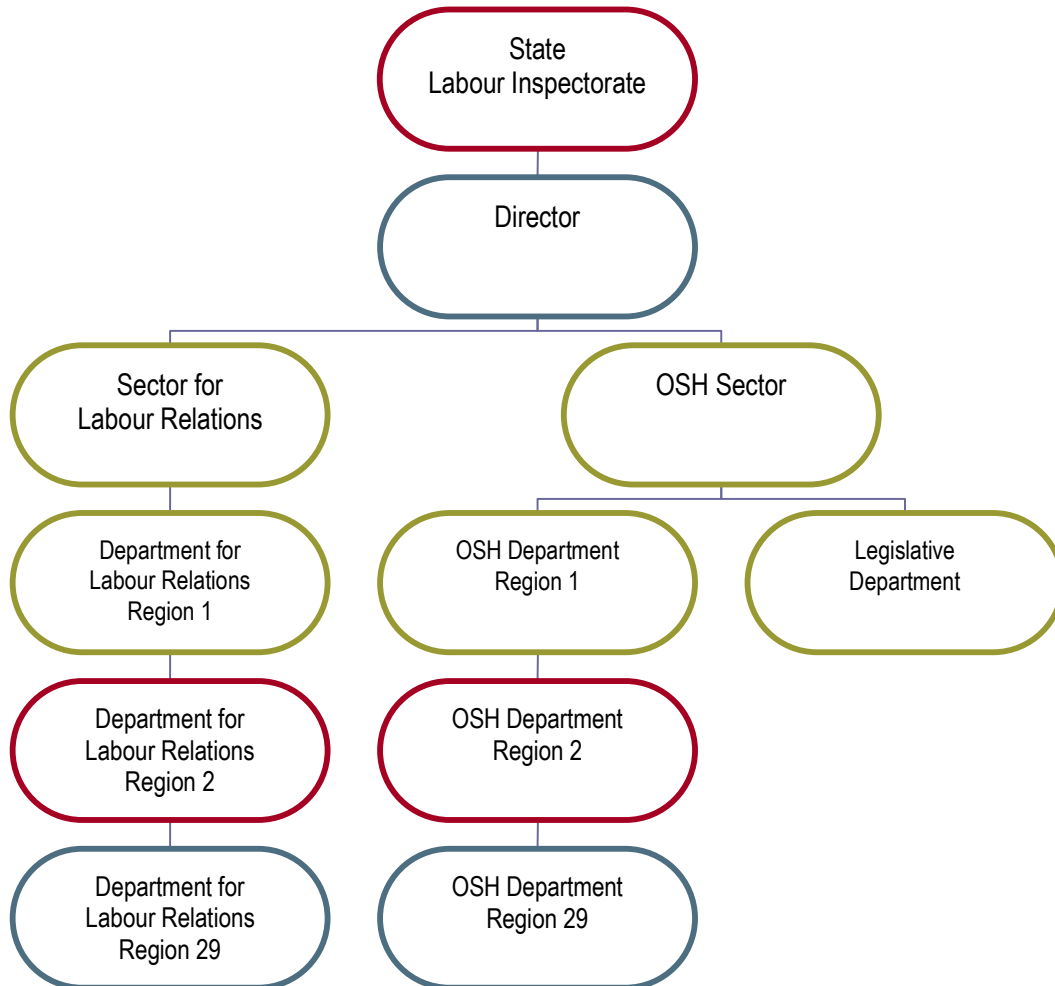 State
Labour Inspectorate
Director
Sector for
Labour Relations
OSH Sector
Department for
Labour Relations
Region 1
OSH Department
Region 1
Legislative
Department
Department for
Labour Relations
Region 2
OSH Department
Region 2
Department for
Labour Relations
Region 29
OSH Department
Region 29